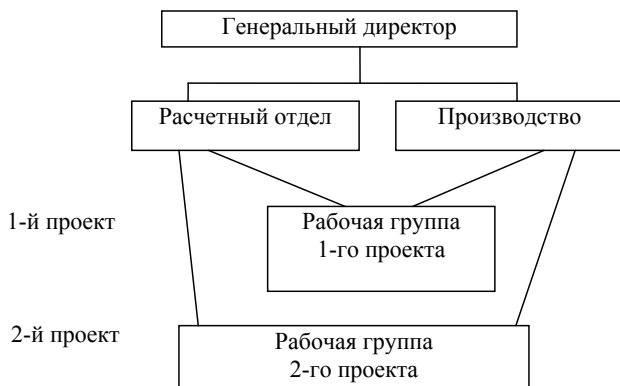 Генеральный директор
Расчетный отдел
Производство
1-й проект
Рабочая группа
1-го проекта
2-й проект
Рабочая группа
2-го проекта